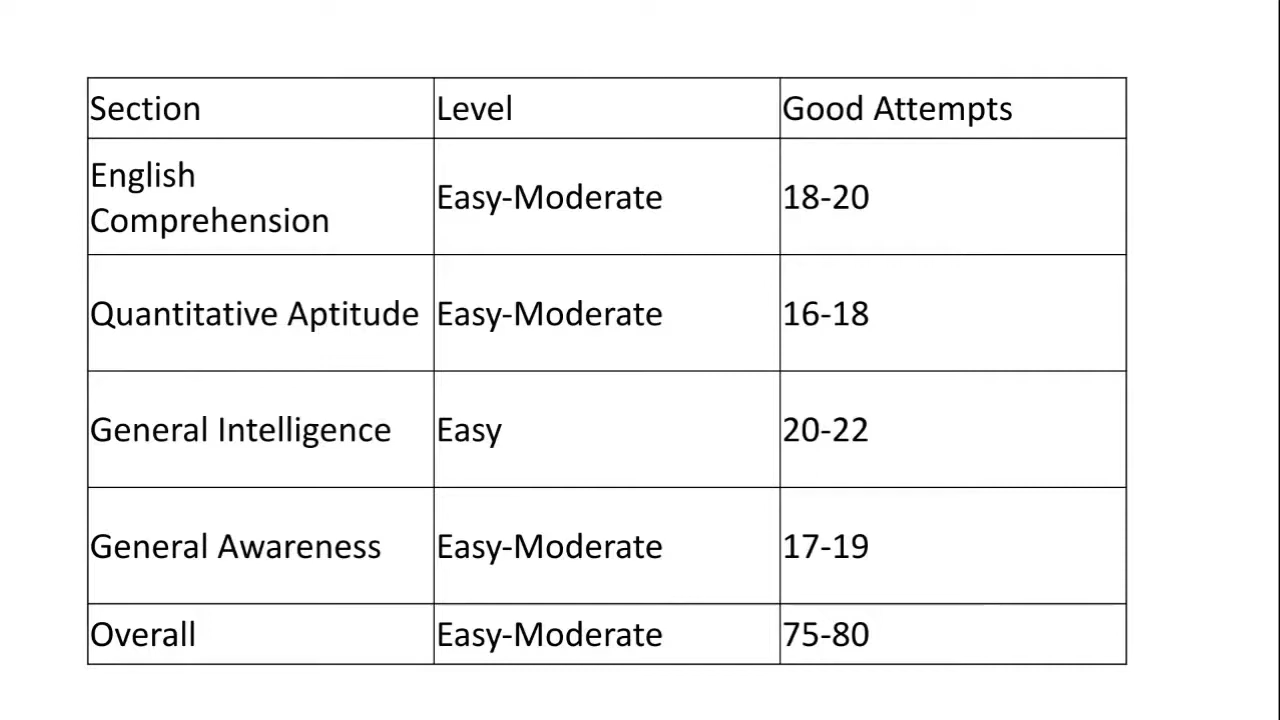 Section Level Good Attempts
English
Comprehension Easy-Moderate 18-20
Quantitative Aptitude Easy-Moderate 16-18
General Intelligence Easy 20-22
General Awareness Easy-Moderate 17-19
Overall Easy-Moderate 75-80